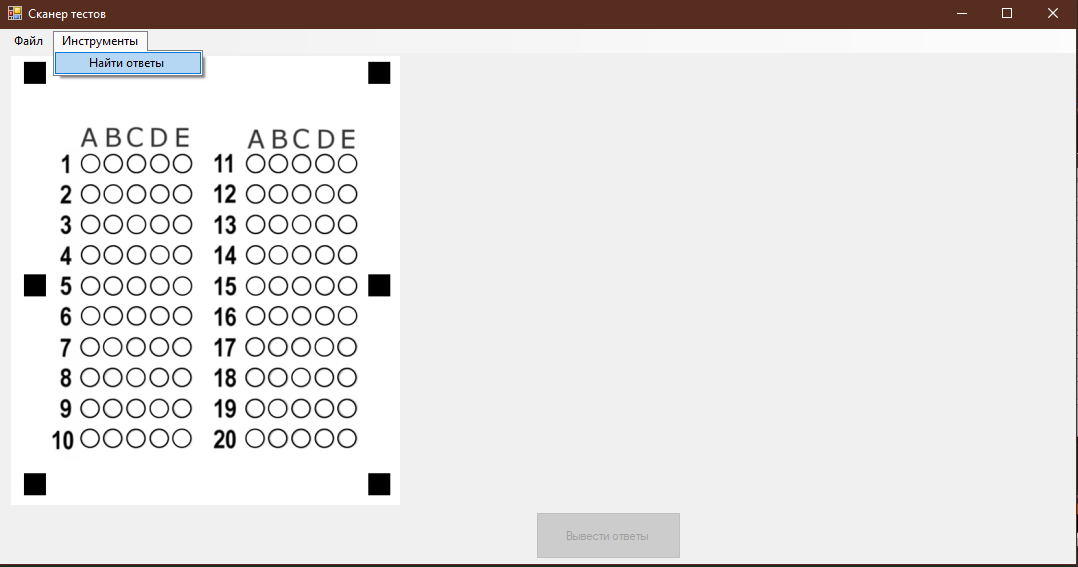 Сканер тестов
Файл Инструменты
Найти ответы
A B C D E A B C D E
1 11
2 12
3 13
4 14
5 15
6 16
7 17
8 18
9 19
10 20
Вывести ответы